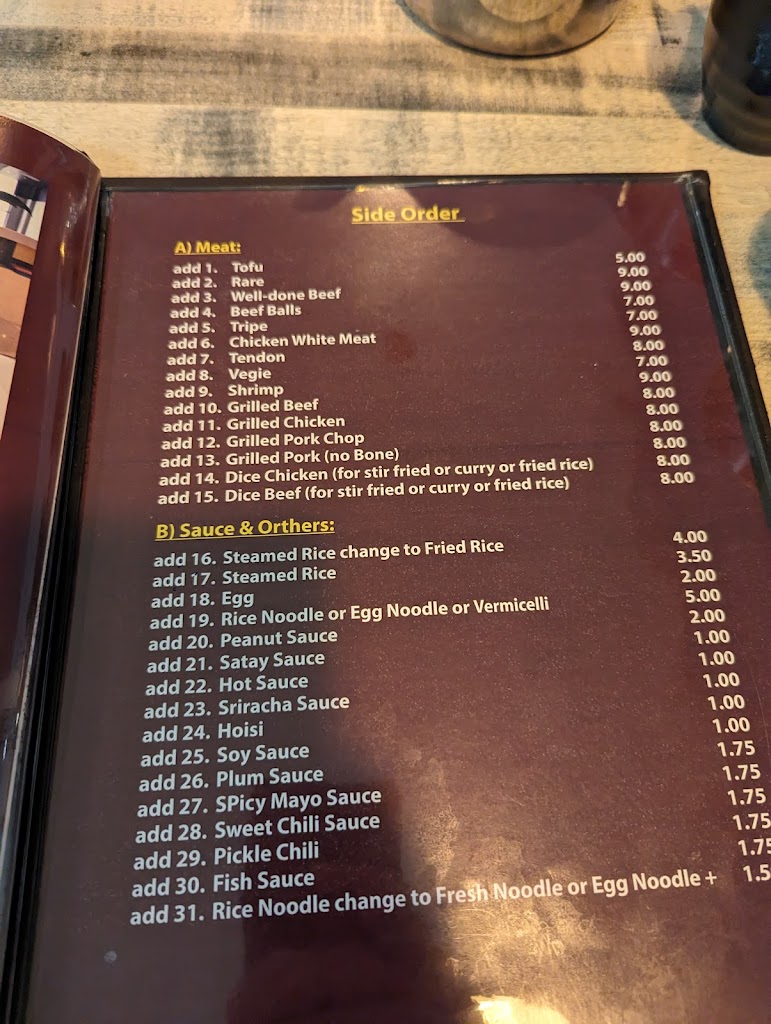 Side Order
A) Meat:
add 1. Tofu 5.00
add 2. Rare 9.00
add 3. Well-done Beef 9.00
add 4. Beef Balls 7.00
add 5. Tripe 7.00
add 6. Chicken White Meat 9.00
add 7. Tendon 8.00
add 8. Vegie 7.00
add 9. Shrimp 9.00
add 10. Grilled Beef 8.00
add 11. Grilled Chicken 8.00
add 12. Grilled Pork Chop 8.00
add 13. Grilled Pork (no Bone) 8.00
add 14. Dice Chicken (for stir fried or curry or fried rice) 8.00
add 15. Dice Beef (for stir fried or curry or fried rice) 8.00
B) Sauce & Orthers:
add 16. Steamed Rice change to Fried Rice 4.00
add 17. Steamed Rice 3.50
add 18. Egg 2.00
add 19. Rice Noodle or Egg Noodle or Vermicelli 5.00
add 20. Peanut Sauce 2.00
add 21. Satay Sauce 1.00
add 22. Hot Sauce 1.00
add 23. Sriracha Sauce 1.00
add 24. Hoisi 1.00
add 25. Soy Sauce 1.00
add 26. Plum Sauce 1.75
add 27. SPicy Mayo Sauce 1.75
add 28. Sweet Chili Sauce 1.75
add 29. Pickle Chili 1.75
add 30. Fish Sauce 1.75
add 31. Rice Noodle change to Fresh Noodle or Egg Noodle + 1.5